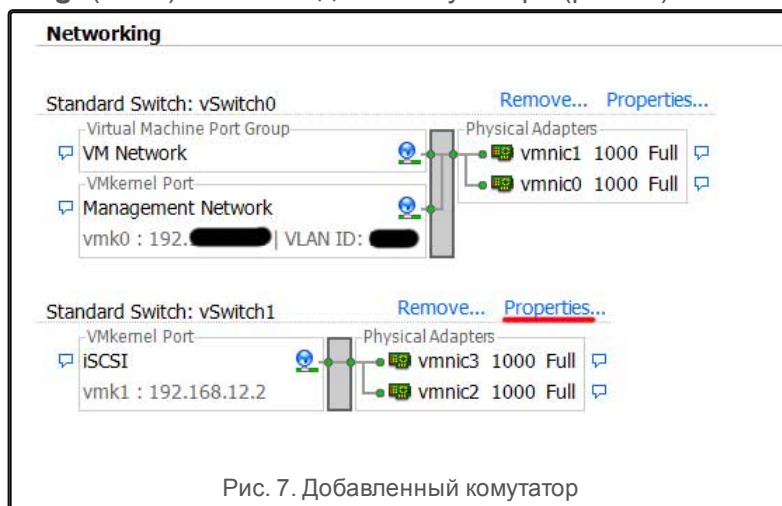 Networking
Standard Switch: vSwitch0 Remove... Properties...
Virtual Machine Port Group Physical Adapters
VM Network vmnic1 1000 Full
vmnic0 1000 Full
VMkernel Port
Management Network
vmk0 : 192. | VLAN ID:
Standard Switch: vSwitch1 Remove... Properties...
VMkernel Port Physical Adapters
iSCSI vmnic3 1000 Full
vmk1 : 192.168.12.2 vmnic2 1000 Full
Рис. 7. Добавленный комутатор